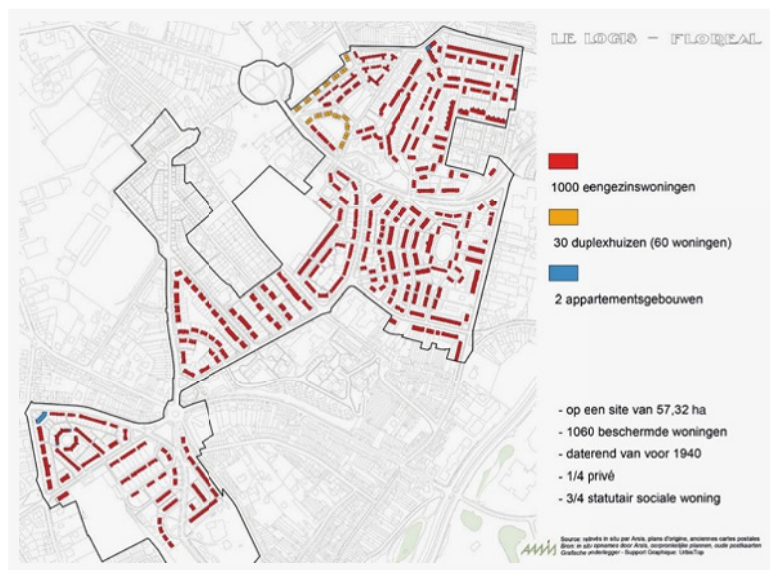 LE LOGIS - FLOREAL
1000 eengezinswoningen
30 duplexhuizen (60 woningen)
2 appartementsgebouwen
- op een site van 57,32 ha
- 1060 beschermde woningen
- daterend van voor 1940
- 1/4 privé
- 3/4 statutair sociale woning
Source: relevés in situ par Arsis, plans d'origine, anciennes cartes postales
Bron: in situ opnames door Arsis, oorspronkelijke plannen, oude postkaarten
Grafische onderlegger - Support Graphique: UrbisTop